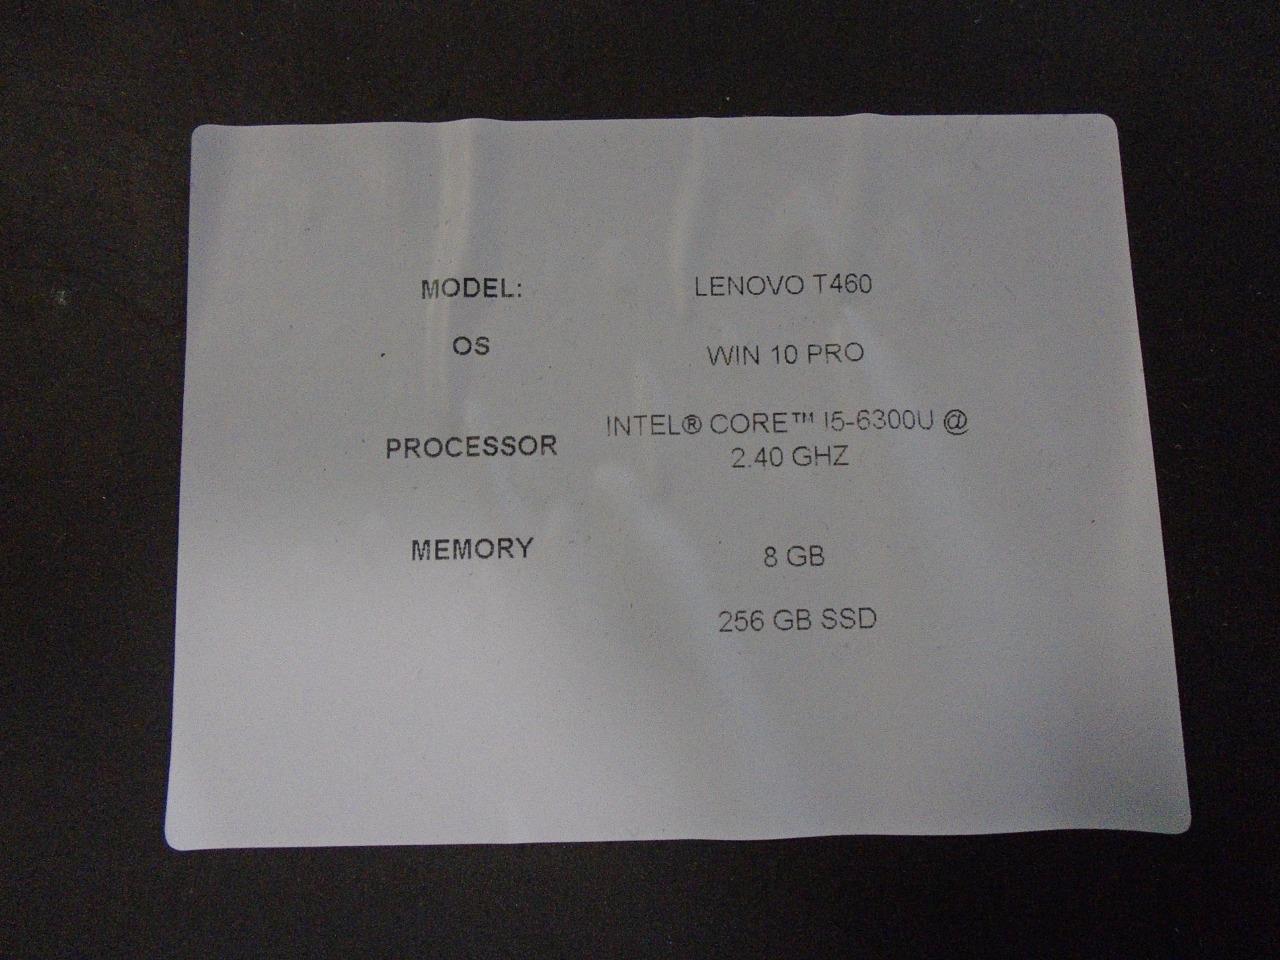 MODEL: LENOVO T460
OS WIN 10 PRO
PROCESSOR INTEL® CORE™ I5-6300U @
2.40 GHZ
MEMORY 8 GB
256 GB SSD